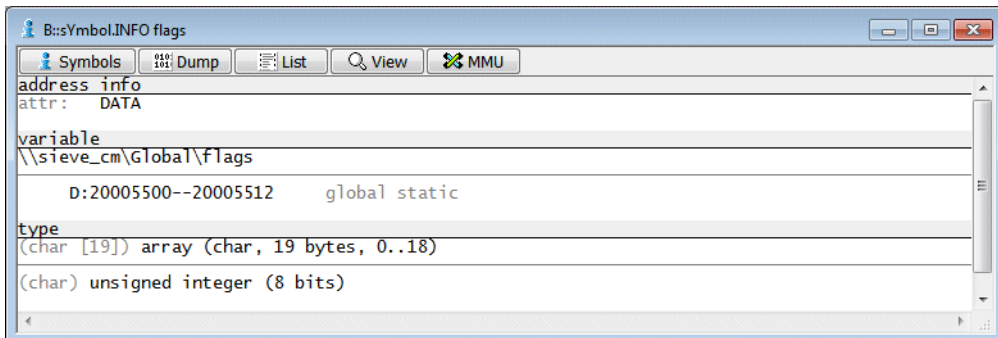 B::sYmbol.INFO flags
Symbols Dump List View MMU
address info
attr: DATA
variable
\\sieve_cm\Global\flags
D:20005500--20005512 global static
type
(char [19]) array (char, 19 bytes, 0..18)
(char) unsigned integer (8 bits)